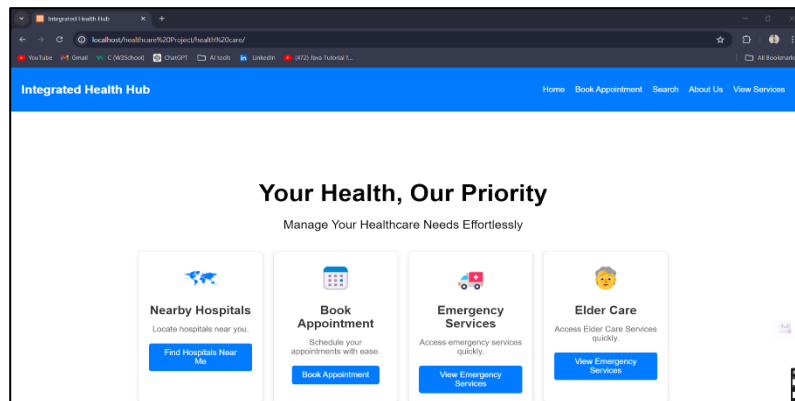 Integrated Health Hub
localhost/healthcare%20Project/health%20care/
YouTube Gmail C (W3School) ChatGPT AI tools LinkedIn (472) Java Tutorial 1... All Bookmarks
Integrated Health Hub Home Book Appointment Search About Us View Services
Your Health, Our Priority
Manage Your Healthcare Needs Effortlessly
Nearby Hospitals
Locate hospitals near you.
Find Hospitals Near
Me
Book
Appointment
Schedule your
appointments with ease.
Book Appointment
Emergency
Services
Access emergency services
quickly.
View Emergency
Services
Elder Care
Access Elder Care Services
quickly.
View Emergency
Services